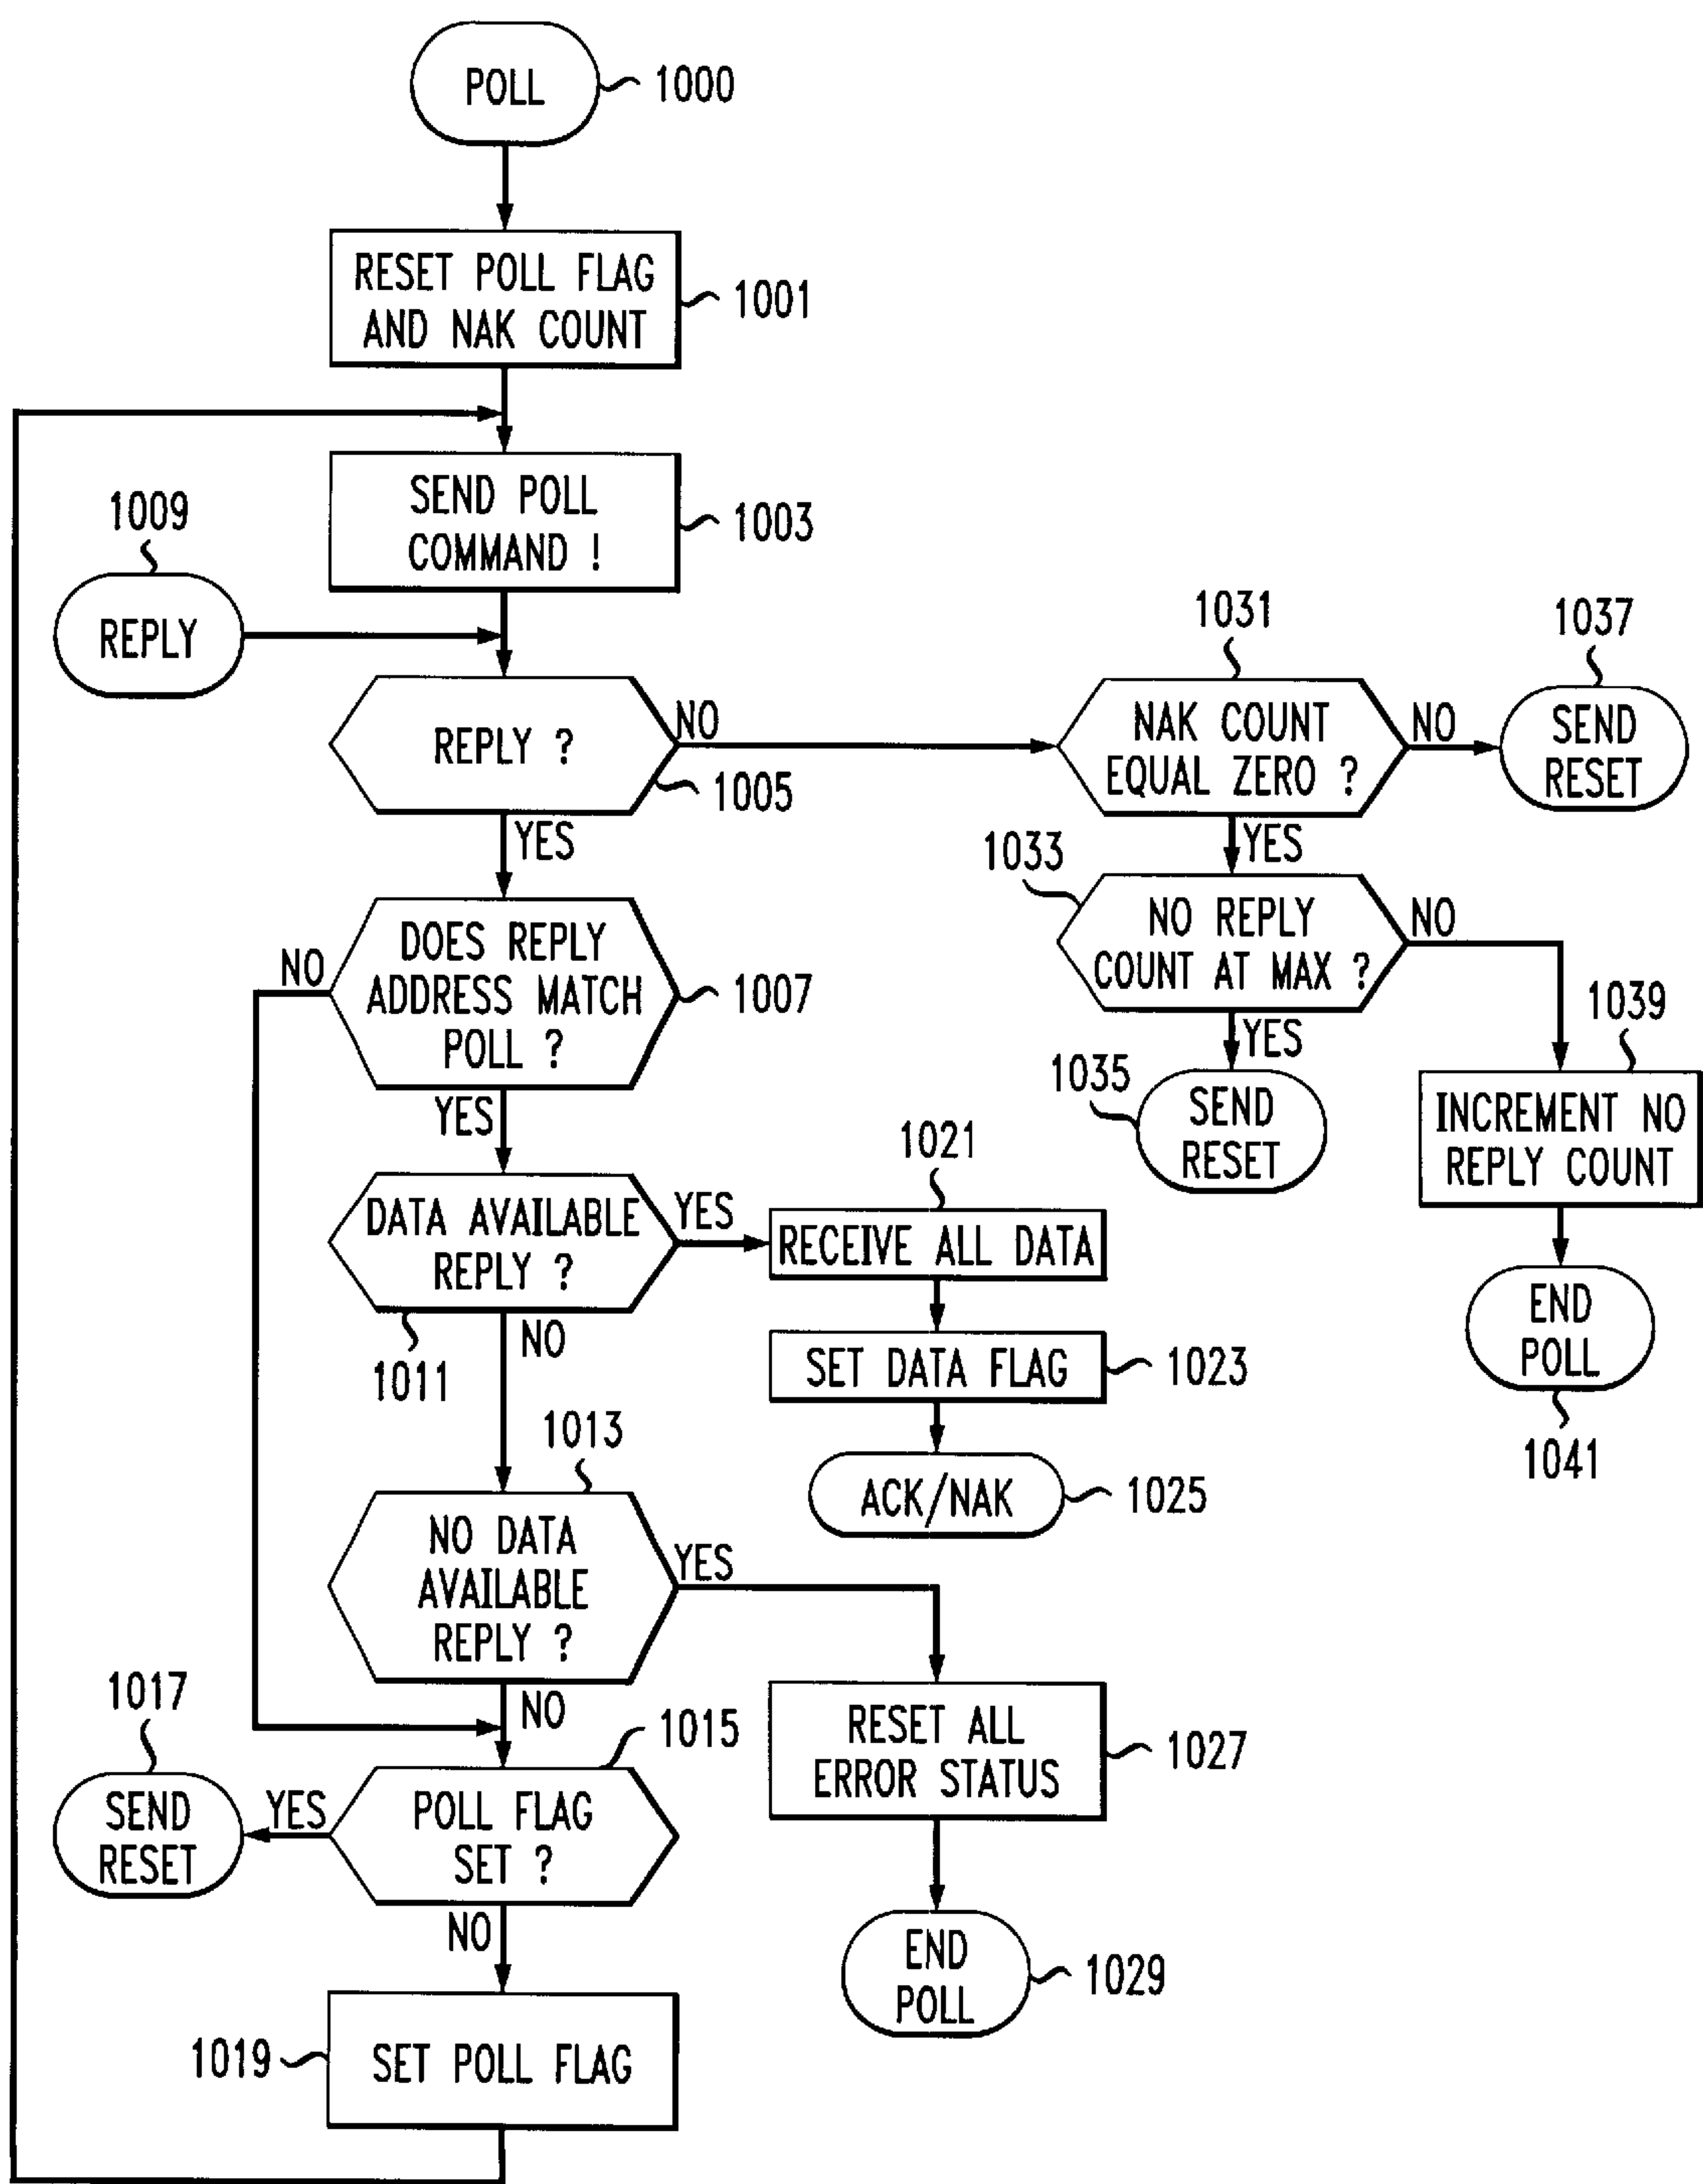 POLL
1000
RESET POLL FLAG
AND NAK COUNT
1001
SEND POLL
COMMAND !
1003
1009
REPLY
REPLY ?
NO
1005
YES
1031
NAK COUNT
EQUAL ZERO ?
NO
1037
SEND
RESET
YES
1033
NO REPLY
COUNT AT MAX ?
NO
YES
1035
SEND
RESET
1039
INCREMENT NO
REPLY COUNT
END
POLL
1041
DOES REPLY
ADDRESS MATCH
POLL ?
NO
1007
YES
DATA AVAILABLE
REPLY ?
YES
1011
NO
1021
RECEIVE ALL DATA
SET DATA FLAG
1023
ACK/NAK
1025
1013
NO DATA
AVAILABLE
REPLY ?
YES
NO
RESET ALL
ERROR STATUS
1027
END
POLL
1029
1015
POLL FLAG
SET ?
YES
1017
SEND
RESET
NO
1019
SET POLL FLAG